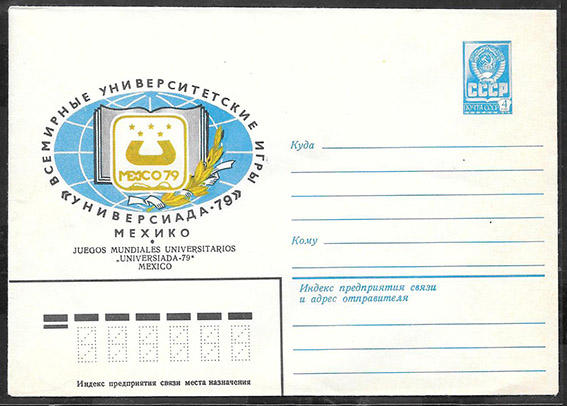 ВСЕМИРНЫЕ УНИВЕРСИТЕТСКИЕ ИГРЫ
MEXICO 79
«УНИВЕРСИАДА-79»
МЕХИКО
JUEGOS MUNDIALES UNIVERSITARIOS
„UNIVERSIADA-79"
MEXICO
СССР
ПОЧТА СССР
4
Куда
Кому
Индекс предприятия связи
и адрес отправителя
Индекс предприятия связи места назначения